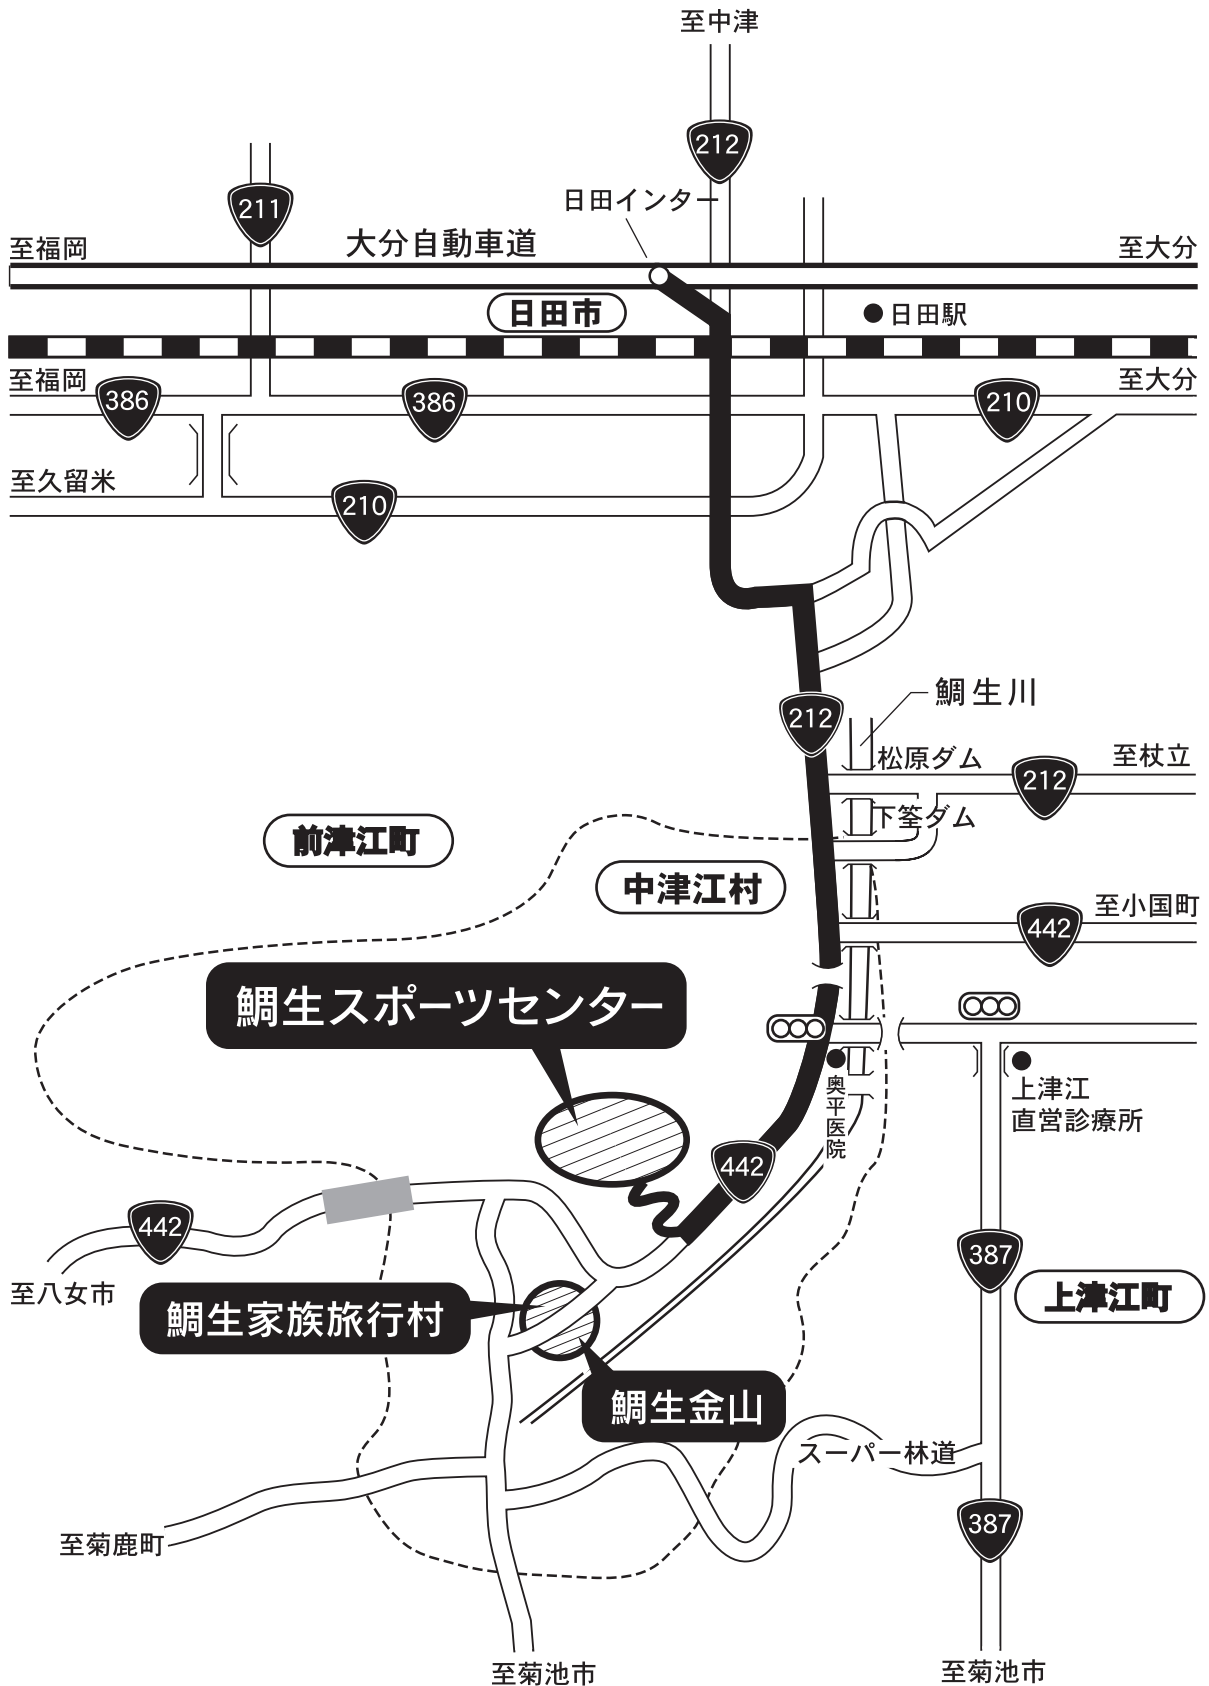 至中津
212
211
日田インター
至福岡
大分自動車道
至大分
日田市
日田駅
至福岡
至大分
386
386
210
至久留米
210
鯛生川
212
松原ダム
至杖立
212
下筌ダム
前津江町
中津江村
至小国町
442
鯛生スポーツセンター
上津江
直営診療所
奥平医院
442
442
387
至八女市
上津江町
鯛生家族旅行村
鯛生金山
スーパー林道
387
至菊鹿町
至菊池市
至菊池市